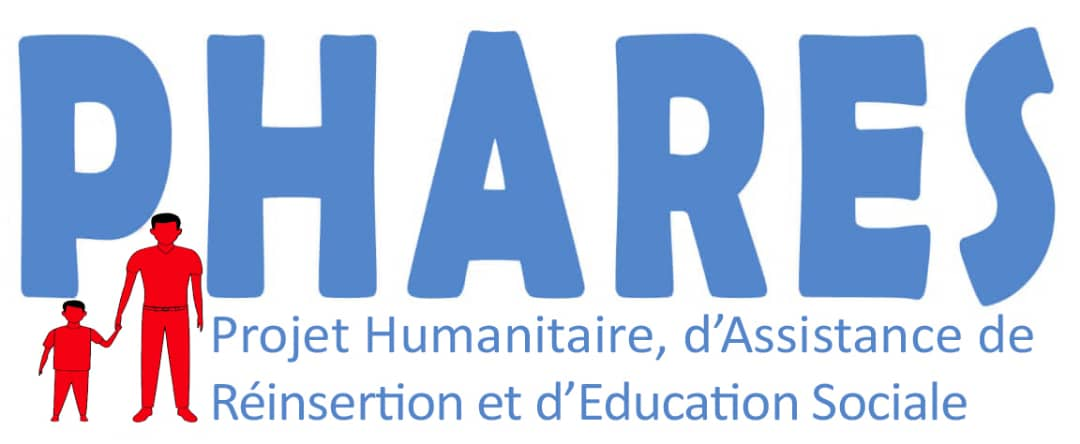 PHARES
Projet Humanitaire, d’Assistance de
Réinsertion et d’Education Sociale